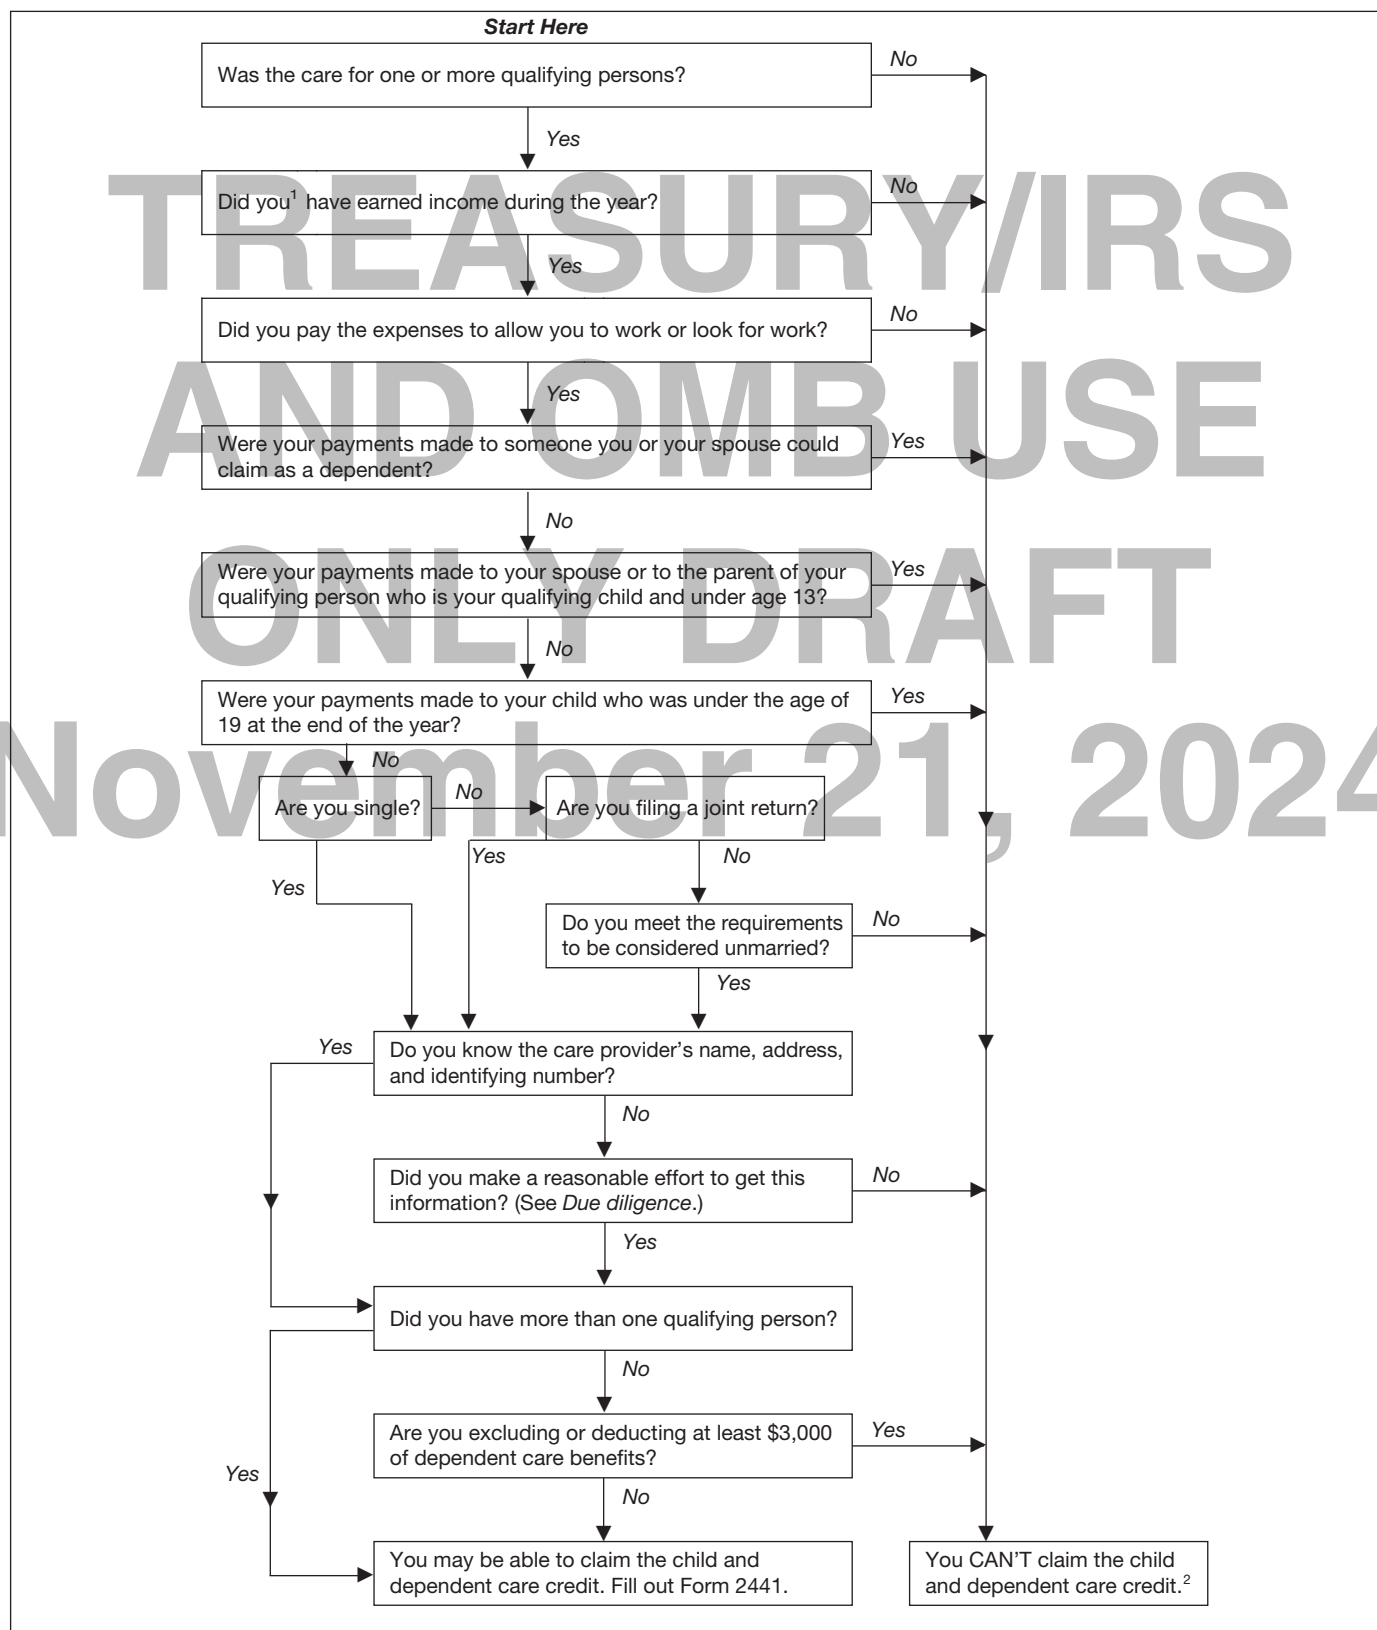 Start Here
Was the care for one or more qualifying persons?
No
Yes
TREASURY/IRS
Did you¹ have earned income during the year?
No
Yes
Did you pay the expenses to allow you to work or look for work?
No
Yes
AND OMB USE
Were your payments made to someone you or your spouse could
claim as a dependent?
Yes
No
ONLY DRAFT
Were your payments made to your spouse or to the parent of your
qualifying person who is your qualifying child and under age 13?
Yes
No
Were your payments made to your child who was under the age of
19 at the end of the year?
Yes
No
November 21, 2024
Are you single?
No
Are you filing a joint return?
Yes
Yes
No
Do you meet the requirements
to be considered unmarried?
No
Yes
Do you know the care provider’s name, address,
and identifying number?
Yes
No
Did you make a reasonable effort to get this
information? (See Due diligence.)
No
Yes
Did you have more than one qualifying person?
No
Are you excluding or deducting at least $3,000
of dependent care benefits?
Yes
Yes
No
You may be able to claim the child and
dependent care credit. Fill out Form 2441.
You CAN’T claim the child
and dependent care credit.²